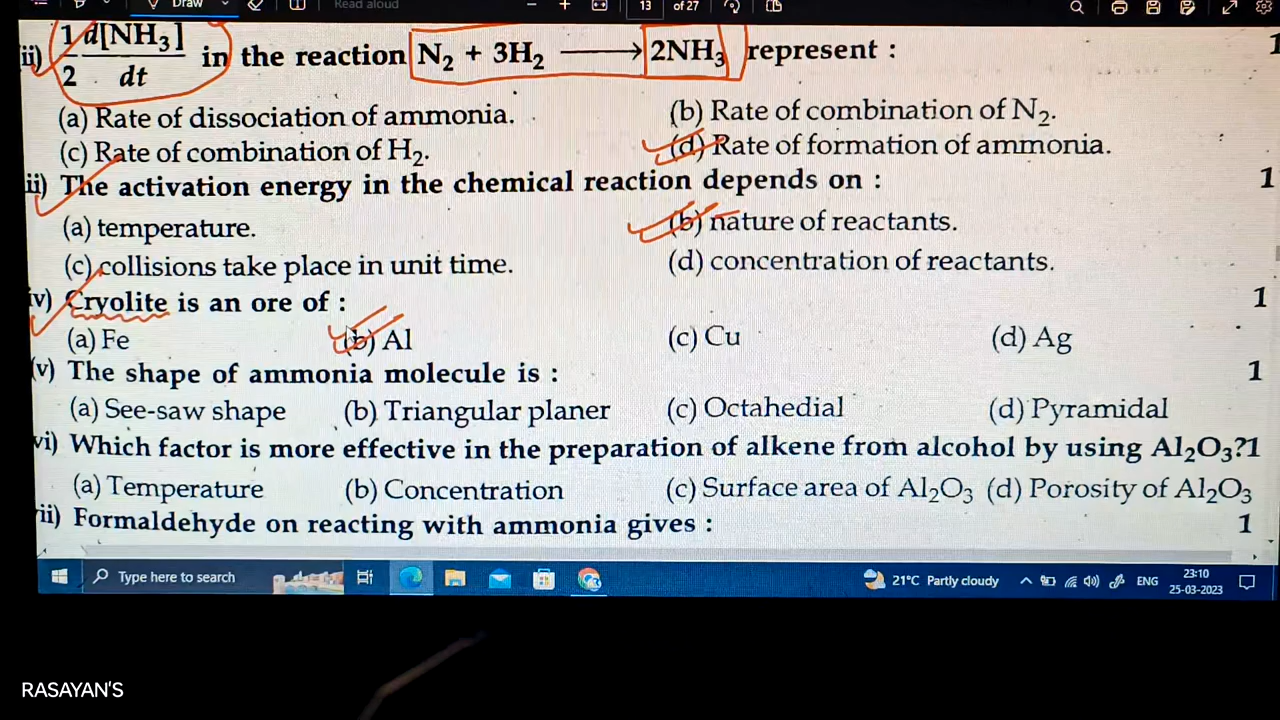 Draw
Read aloud
13 of 27
ii) 1/2 d[NH₃]/dt in the reaction N₂ + 3H₂ ⟶ 2NH₃ represent : 1
(a) Rate of dissociation of ammonia. (b) Rate of combination of N₂.
(c) Rate of combination of H₂. (d) Rate of formation of ammonia.
ii) The activation energy in the chemical reaction depends on : 1
(a) temperature. (b) nature of reactants.
(c) collisions take place in unit time. (d) concentration of reactants.
iv) Cryolite is an ore of : 1
(a) Fe (b) Al (c) Cu (d) Ag
(v) The shape of ammonia molecule is : 1
(a) See-saw shape (b) Triangular planer (c) Octahedial (d) Pyramidal
vi) Which factor is more effective in the preparation of alkene from alcohol by using Al₂O₃?1
(a) Temperature (b) Concentration (c) Surface area of Al₂O₃ (d) Porosity of Al₂O₃
ii) Formaldehyde on reacting with ammonia gives : 1
Type here to search
21°C Partly cloudy
ENG
23:10
25-03-2023
RASAYAN'S